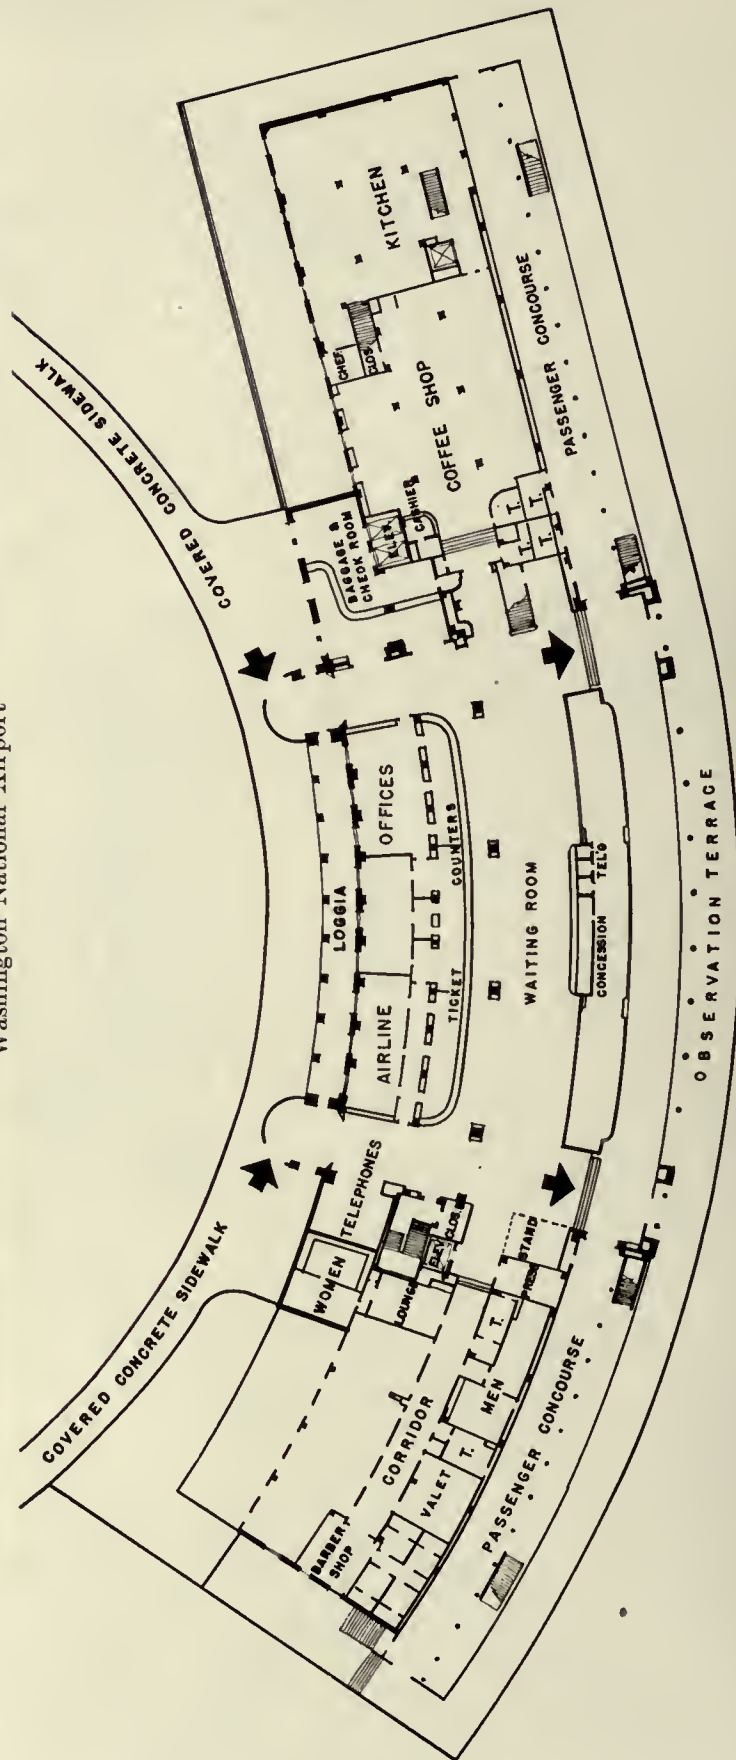 Washington National Airport
COVERED CONCRETE SIDEWALK
COVERED CONCRETE SIDEWALK
KITCHEN
CHEF
CLOS.
COFFEE SHOP
PASSENGER CONCOURSE
BAGGAGE &
CHECK ROOM
ELEV.
CASHIER
T.
T.
T.
T.
LOGGIA
AIRLINE
OFFICES
TICKET
COUNTERS
WAITING ROOM
CONCESSION
TEL'S
OBSERVATION TERRACE
TELEPHONES
WOMEN
LOUNGE
ELEV.
CLOS.
STAND
T.
MEN
CORRIDOR
T.
T.
VALET
BARBER
SHOP
PASSENGER CONCOURSE